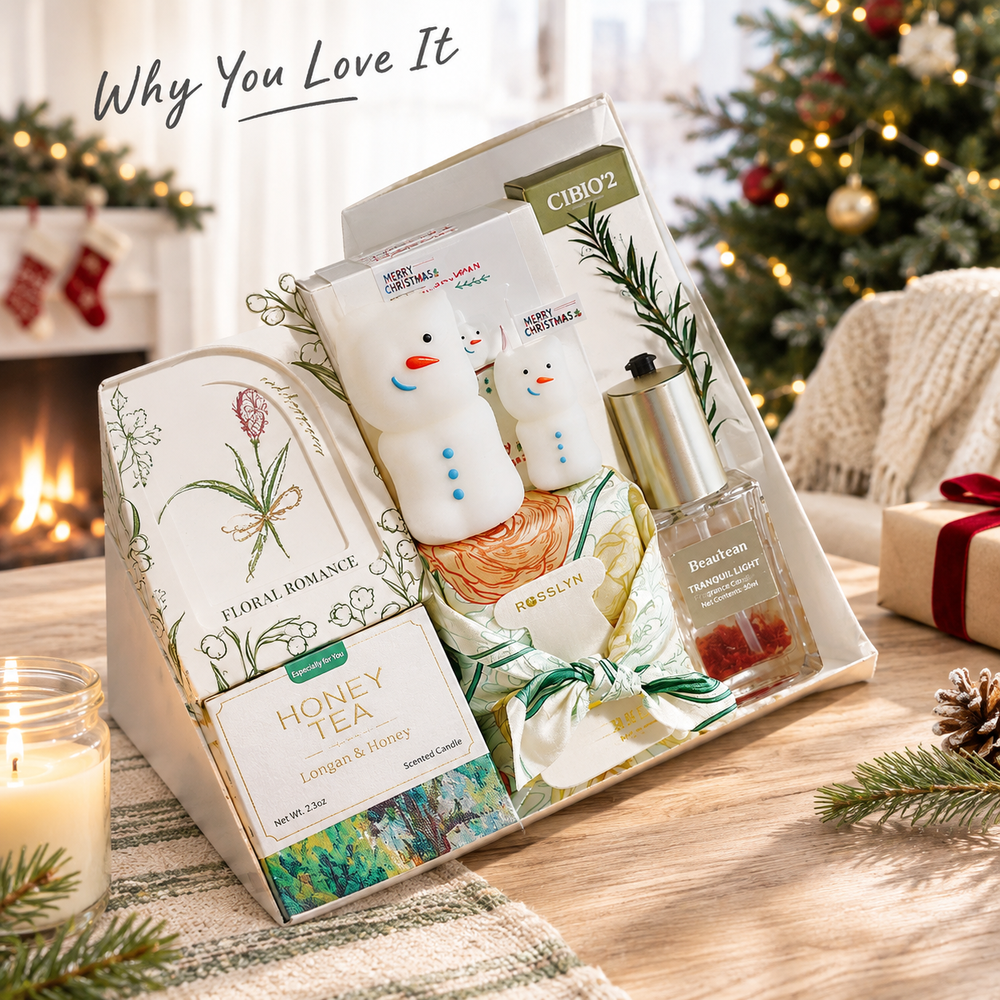 Why You Love It
CIBIO'2
MERRY
CHRISTMAS
MERRY
CHRISTMAS
FLORAL ROMANCE
ROSSLYN
Beautean
TRANQUIL LIGHT
Net Contents: 50ml
Especially for You
HONEY
TEA
Longan & Honey
Scented Candle
Net Wt. 2.3oz